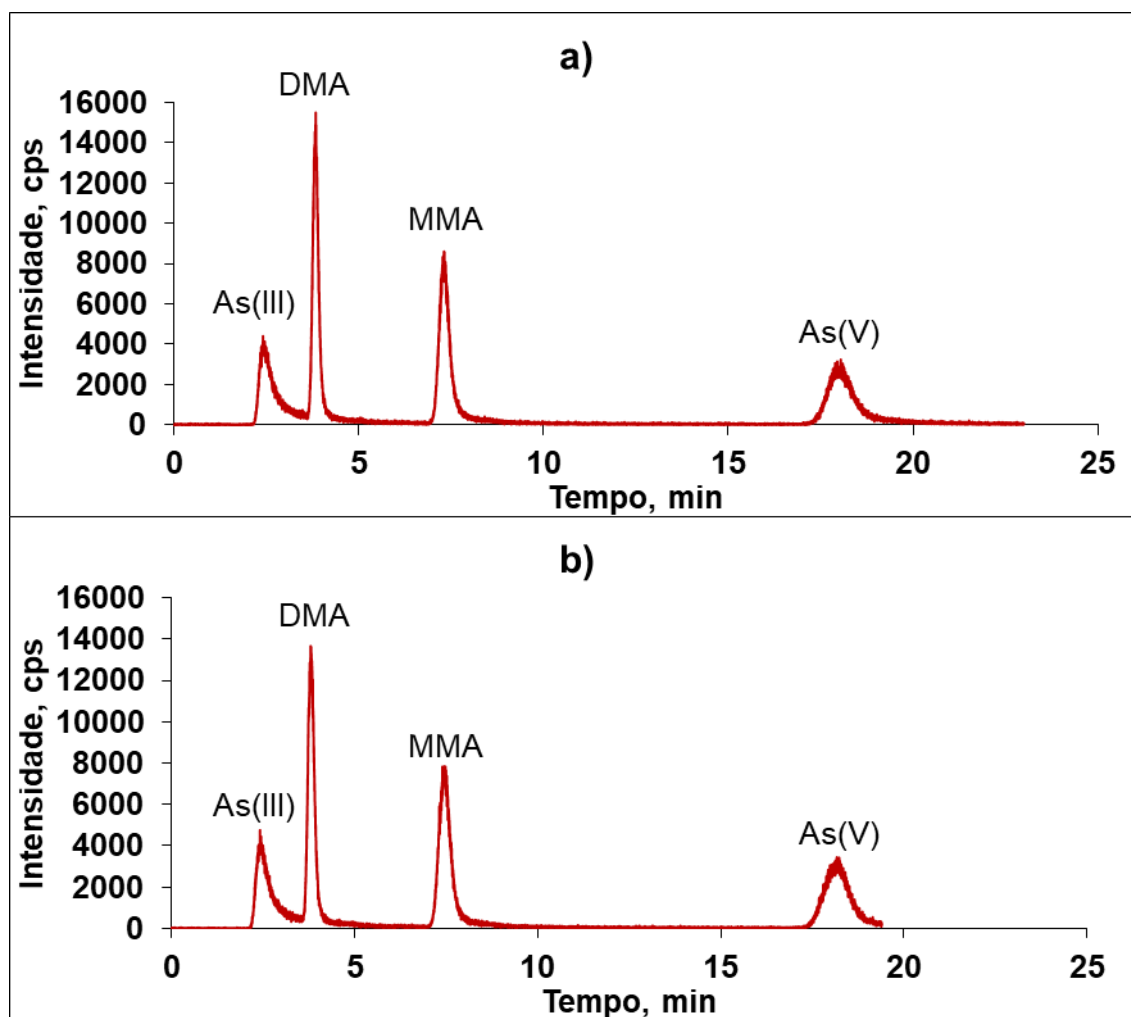 a)
DMA
16000
14000
12000
10000
8000
6000
4000
2000
0
MMA
As(III)
As(V)
Intensidade, cps
0 5 10 15 20 25
Tempo, min
b)
16000
14000
12000
10000
8000
6000
4000
2000
0
DMA
MMA
As(III)
As(V)
Intensidade, cps
0 5 10 15 20 25
Tempo, min